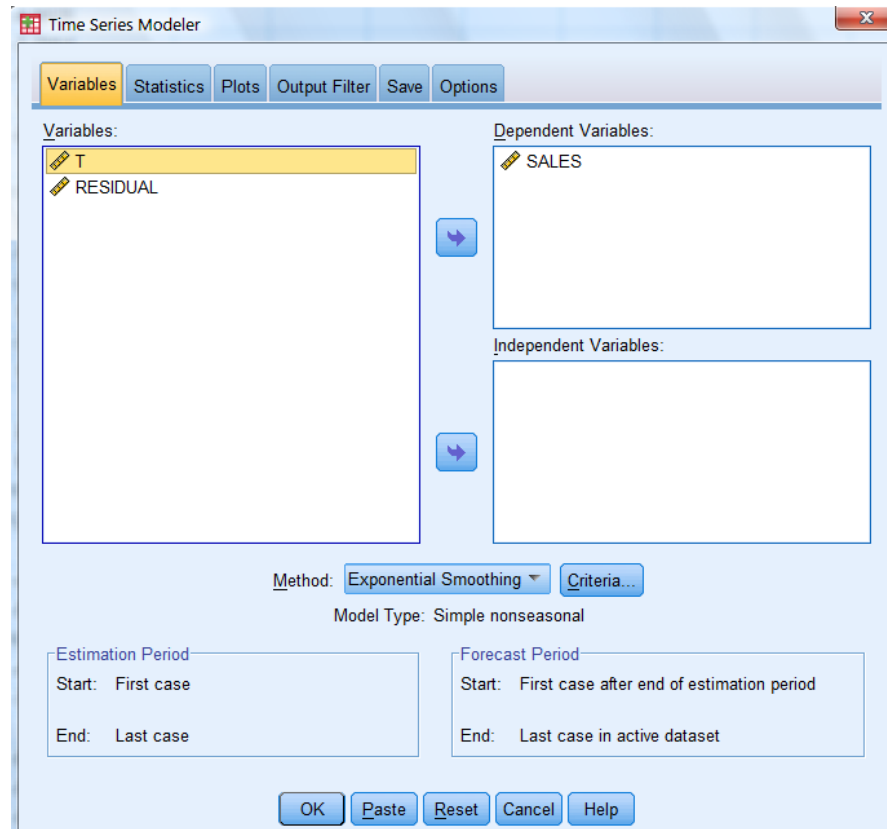 Time Series Modeler
Variables Statistics Plots Output Filter Save Options
Variables:
T
RESIDUAL
Dependent Variables:
SALES
Independent Variables:
Method: Exponential Smoothing Criteria...
Model Type: Simple nonseasonal
Estimation Period
Start: First case
End: Last case
Forecast Period
Start: First case after end of estimation period
End: Last case in active dataset
OK Paste Reset Cancel Help